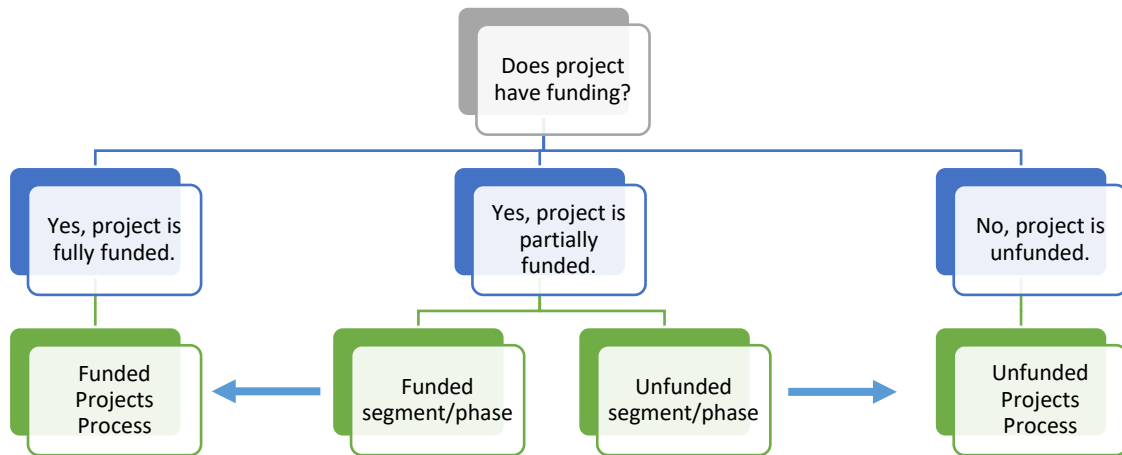 Does project
have funding?
Yes, project is
fully funded.
Yes, project is
partially
funded.
No, project is
unfunded.
Funded
Projects
Process
Funded
segment/phase
Unfunded
segment/phase
Unfunded
Projects
Process